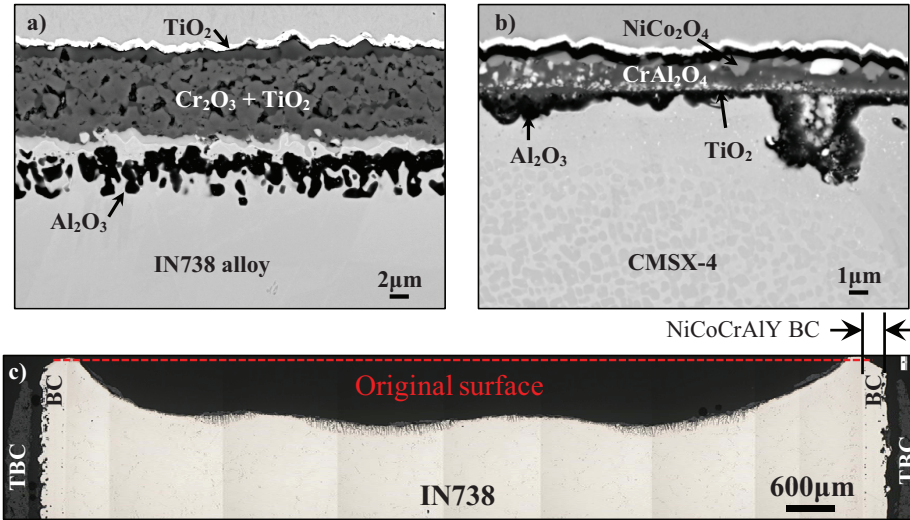 a)
TiO₂
Cr₂O₃ + TiO₂
Al₂O₃
IN738 alloy
2μm
b)
NiCo₂O₄
CrAl₂O₄
Al₂O₃
TiO₂
CMSX-4
1μm
NiCoCrAlY BC
c)
Original surface
BC
BC
TBC
TBC
IN738
600μm